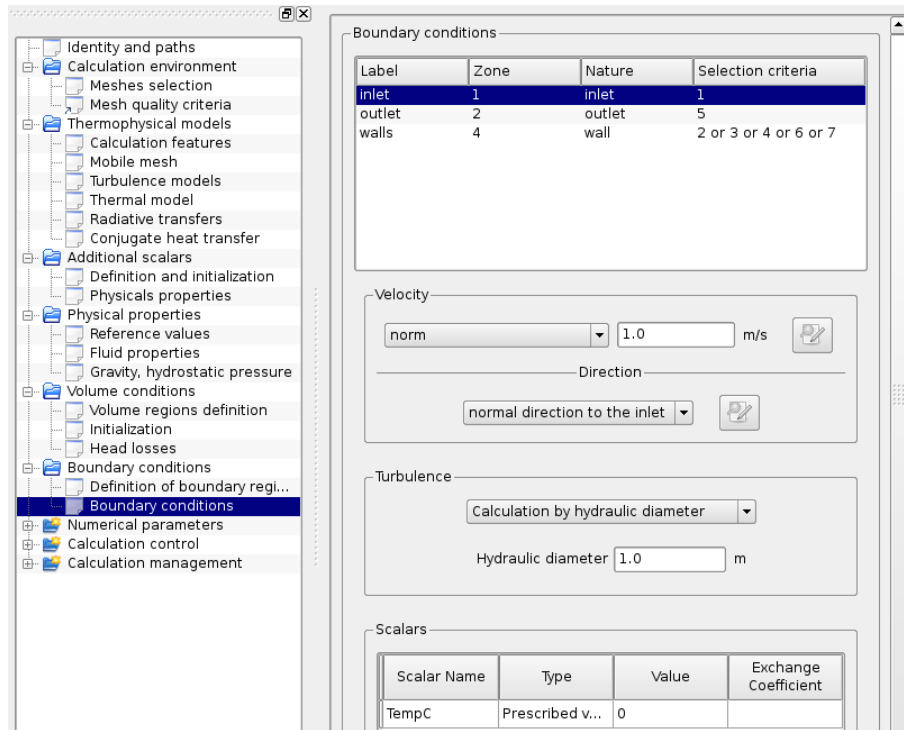 Identity and paths
Calculation environment
Meshes selection
Mesh quality criteria
Thermophysical models
Calculation features
Mobile mesh
Turbulence models
Thermal model
Radiative transfers
Conjugate heat transfer
Additional scalars
Definition and initialization
Physicals properties
Physical properties
Reference values
Fluid properties
Gravity, hydrostatic pressure
Volume conditions
Volume regions definition
Initialization
Head losses
Boundary conditions
Definition of boundary regi...
Boundary conditions
Numerical parameters
Calculation control
Calculation management
Boundary conditions
Label Zone Nature Selection criteria
inlet 1 inlet 1
outlet 2 outlet 5
walls 4 wall 2 or 3 or 4 or 6 or 7
Velocity
norm 1.0 m/s
Direction
normal direction to the inlet
Turbulence
Calculation by hydraulic diameter
Hydraulic diameter 1.0 m
Scalars
Scalar Name Type Value Exchange Coefficient
TempC Prescribed v... 0